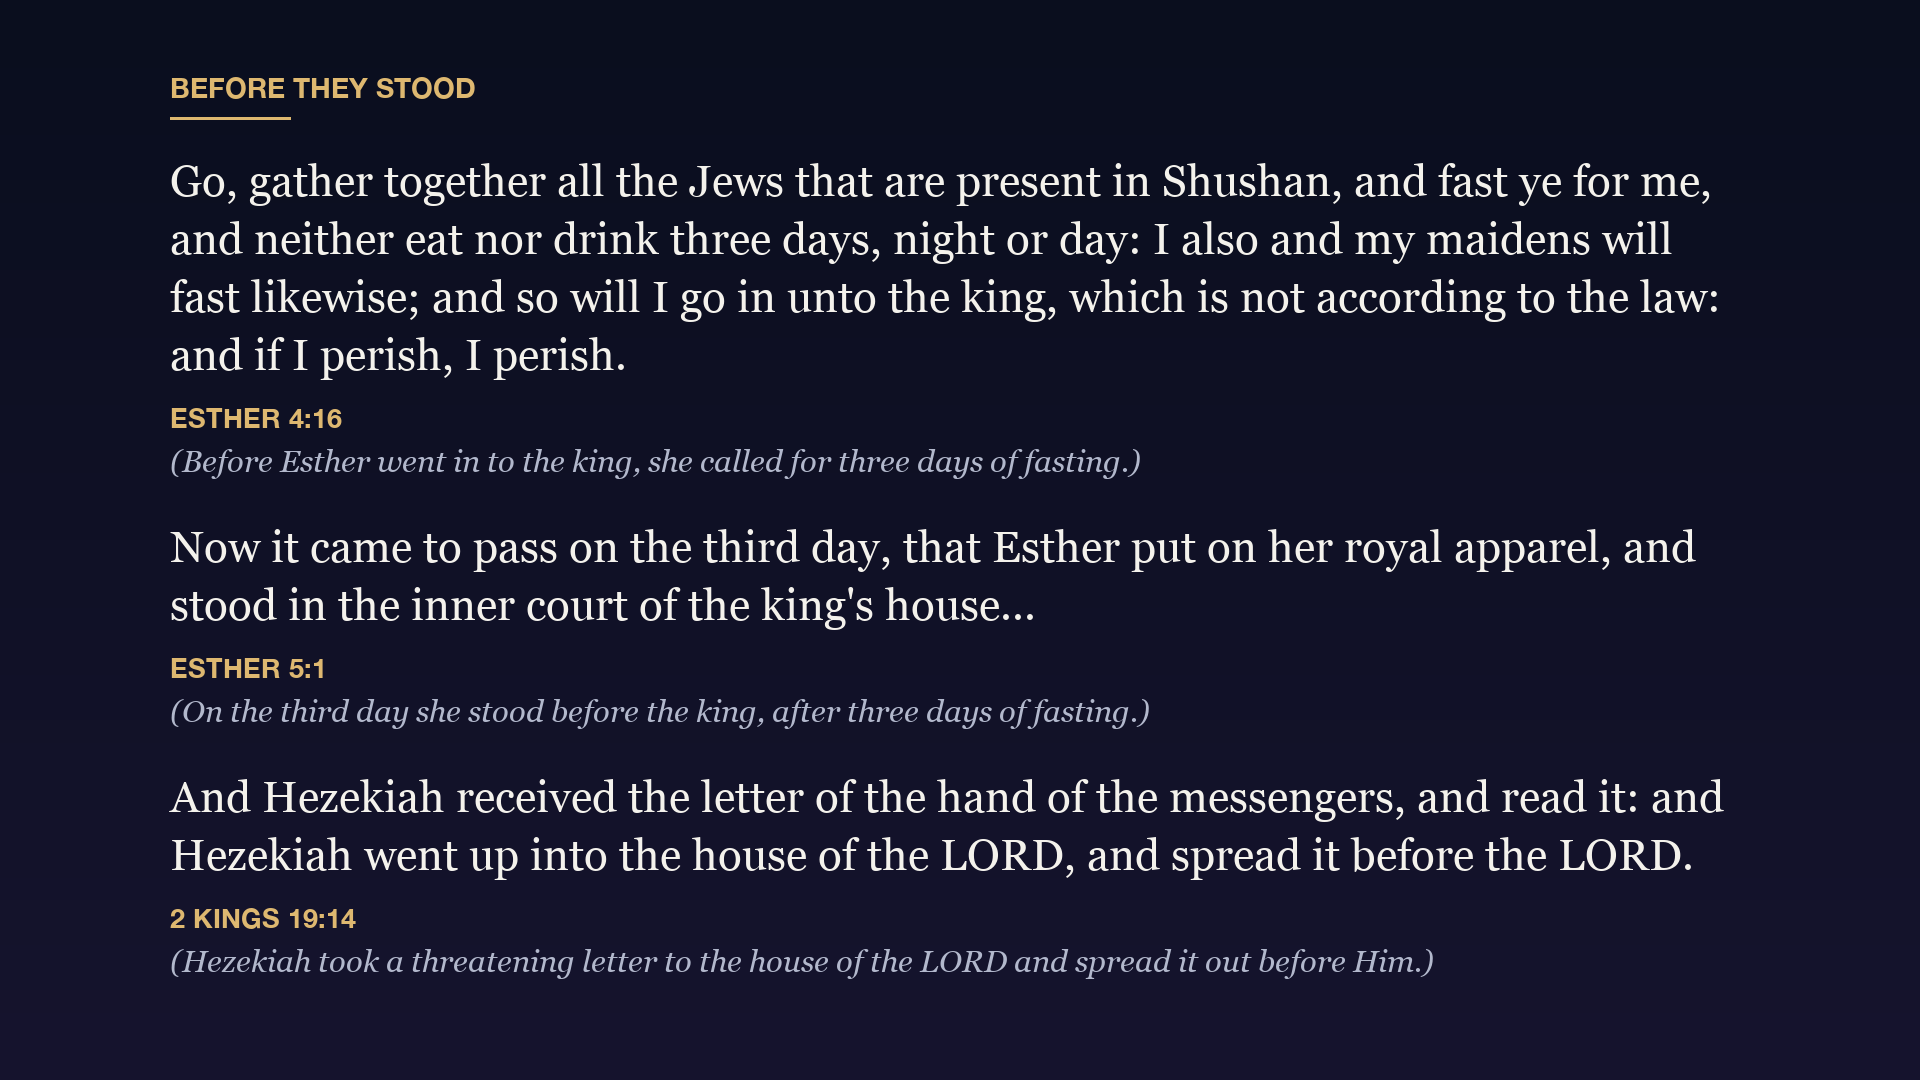 BEFORE THEY STOOD
Go, gather together all the Jews that are present in Shushan, and fast ye for me,
and neither eat nor drink three days, night or day: I also and my maidens will
fast likewise; and so will I go in unto the king, which is not according to the law:
and if I perish, I perish.
ESTHER 4:16
(Before Esther went in to the king, she called for three days of fasting.)
Now it came to pass on the third day, that Esther put on her royal apparel, and
stood in the inner court of the king's house...
ESTHER 5:1
(On the third day she stood before the king, after three days of fasting.)
And Hezekiah received the letter of the hand of the messengers, and read it: and
Hezekiah went up into the house of the LORD, and spread it before the LORD.
2 KINGS 19:14
(Hezekiah took a threatening letter to the house of the LORD and spread it out before Him.)